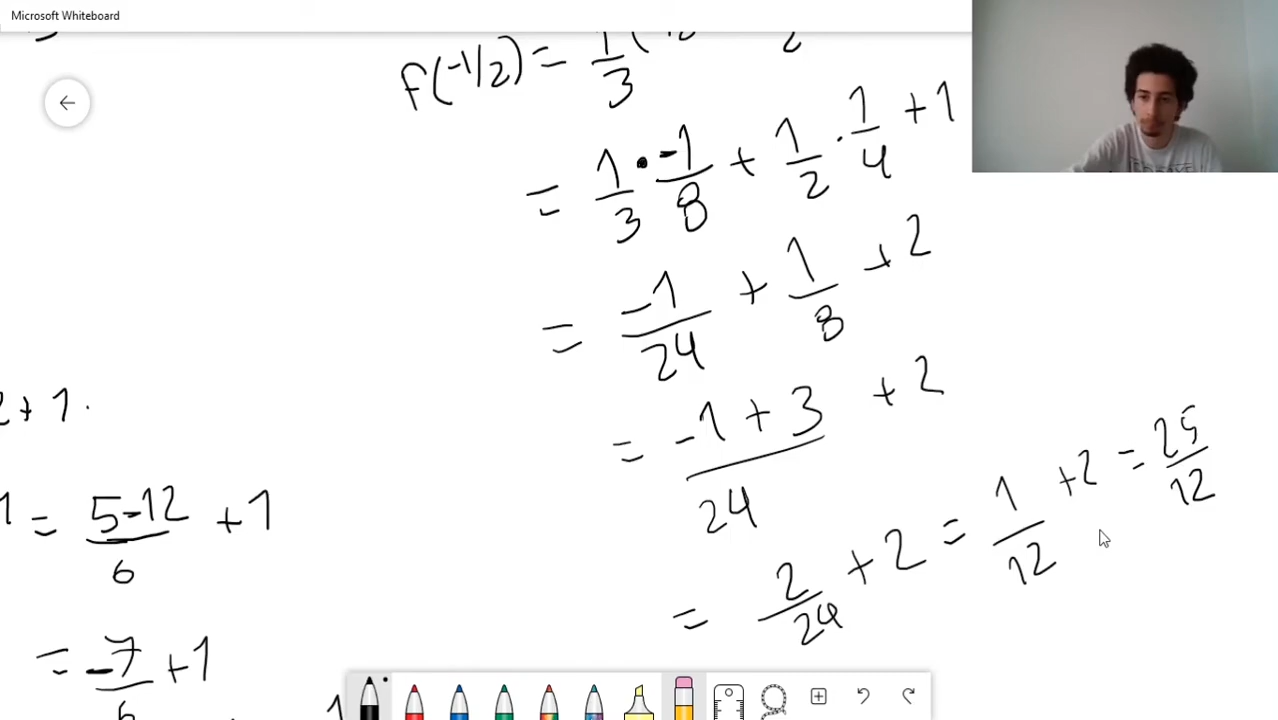 Microsoft Whiteboard
f(-1/2) = 1/3 (
= 1/3 · -1/8 + 1/2 · 1/4 + 1
= -1/24 + 1/8 + 2
2 + 1.
= -1 + 3/24 + 2
1 = 5-12/6 + 1
= 2/24 + 2 = 1/12 + 2 = 25/12
= -7/6 + 1